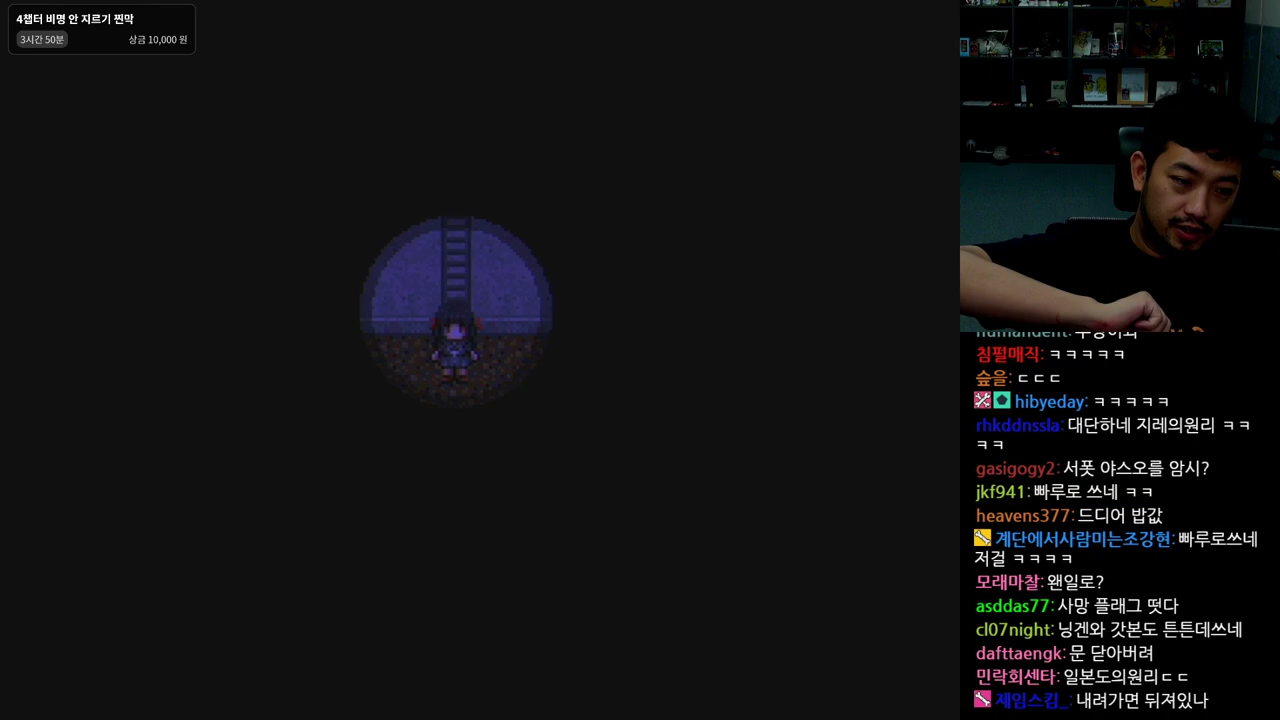 4챕터 비명 안 지르기 찐막
3시간 50분
상금 10,000 원
침펄매직: ㅋㅋㅋㅋㅋ
숲을: ㄷㄷㄷ
hibyeday: ㅋㅋㅋㅋㅋ
rhkddnssla: 대단하네 지레의원리 ㅋㅋ
ㅋㅋ
gasigogy2: 서폿 야스오를 암시?
jkf941: 빠루로 쓰네 ㅋㅋ
heavens377: 드디어 밥값
계단에서사람미는조강현: 빠루로쓰네
저걸 ㅋㅋㅋㅋ
모래마찰: 왠일로?
asddas77: 사망 플래그 떳다
cl07night: 닝겐와 갓본도 튼튼데쓰네
dafttaengk: 문 닫아버려
민락회센타: 일본도의원리ㄷㄷ
제임스킴_: 내려가면 뒤져있나